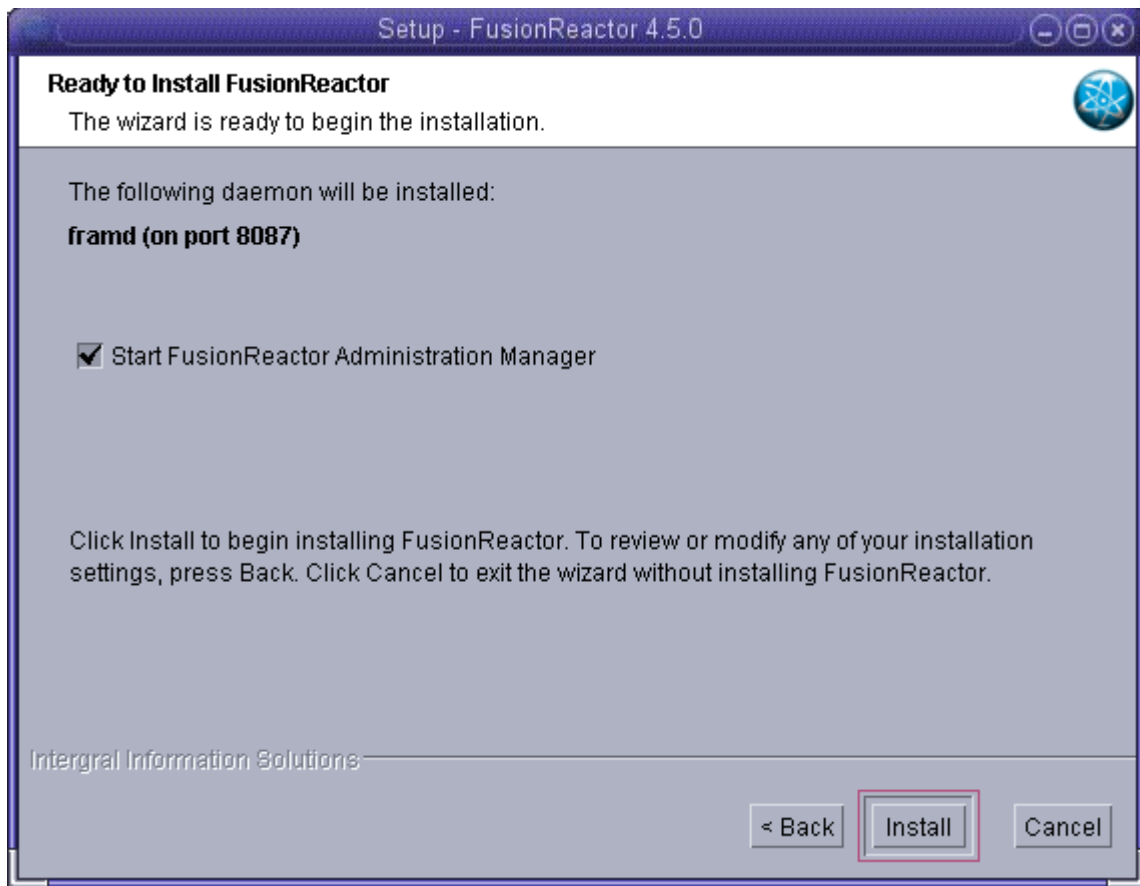 Setup - FusionReactor 4.5.0
Ready to Install FusionReactor
The wizard is ready to begin the installation.
The following daemon will be installed:
framd (on port 8087)
Start FusionReactor Administration Manager
Click Install to begin installing FusionReactor. To review or modify any of your installation
settings, press Back. Click Cancel to exit the wizard without installing FusionReactor.
Intergral Information Solutions
< Back
Install
Cancel